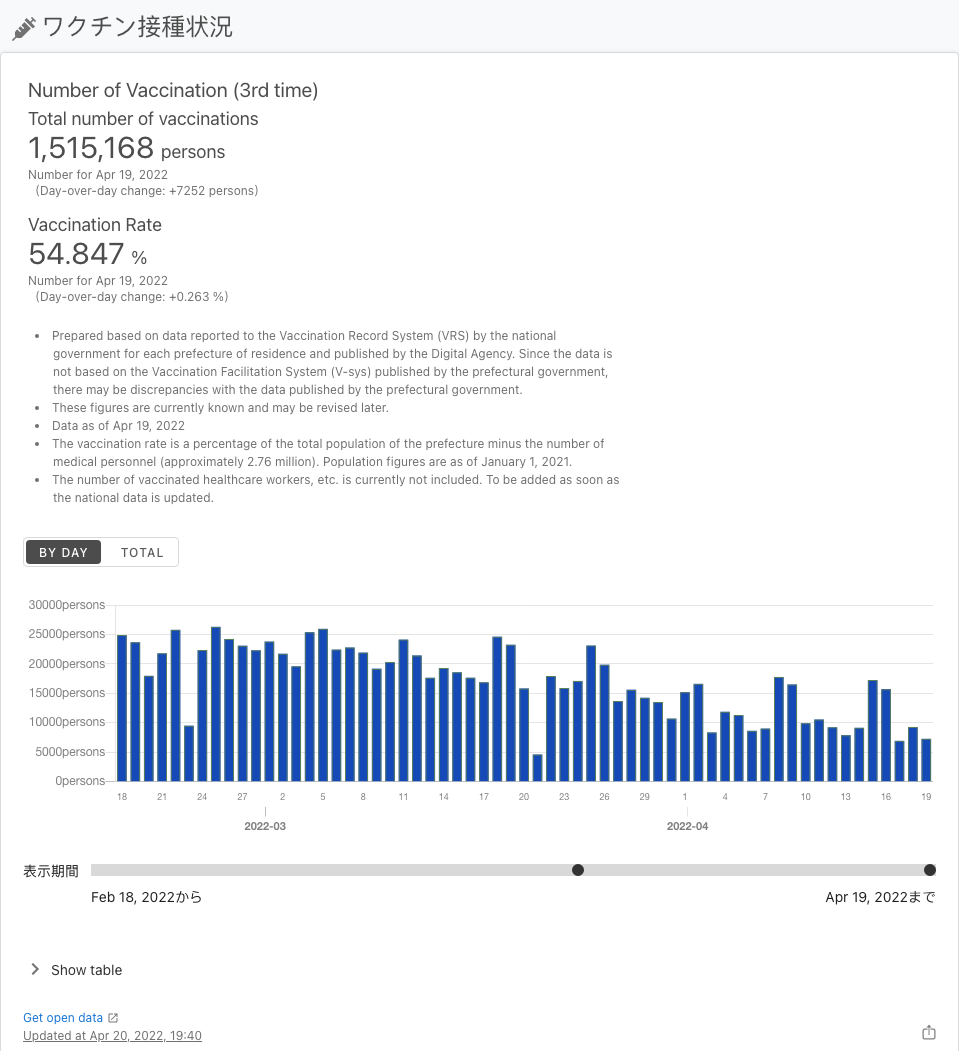 ワクチン接種状況
Number of Vaccination (3rd time)
Total number of vaccinations
1,515,168 persons
Number for Apr 19, 2022
(Day-over-day change: +7252 persons)
Vaccination Rate
54.847 %
Number for Apr 19, 2022
(Day-over-day change: +0.263 %)
• Prepared based on data reported to the Vaccination Record System (VRS) by the national
government for each prefecture of residence and published by the Digital Agency. Since the data is
not based on the Vaccination Facilitation System (V-sys) published by the prefectural government,
there may be discrepancies with the data published by the prefectural government.
• These figures are currently known and may be revised later.
• Data as of Apr 19, 2022
• The vaccination rate is a percentage of the total population of the prefecture minus the number of
medical personnel (approximately 2.76 million). Population figures are as of January 1, 2021.
• The number of vaccinated healthcare workers, etc. is currently not included. To be added as soon as
the national data is updated.
BY DAY TOTAL
30000persons
25000persons
20000persons
15000persons
10000persons
5000persons
0persons
18 21 24 27 2 5 8 11 14 17 20 23 26 29 1 4 7 10 13 16 19
2022-03 2022-04
表示期間
Feb 18, 2022から Apr 19, 2022まで
Show table
Get open data
Updated at Apr 20, 2022, 19:40